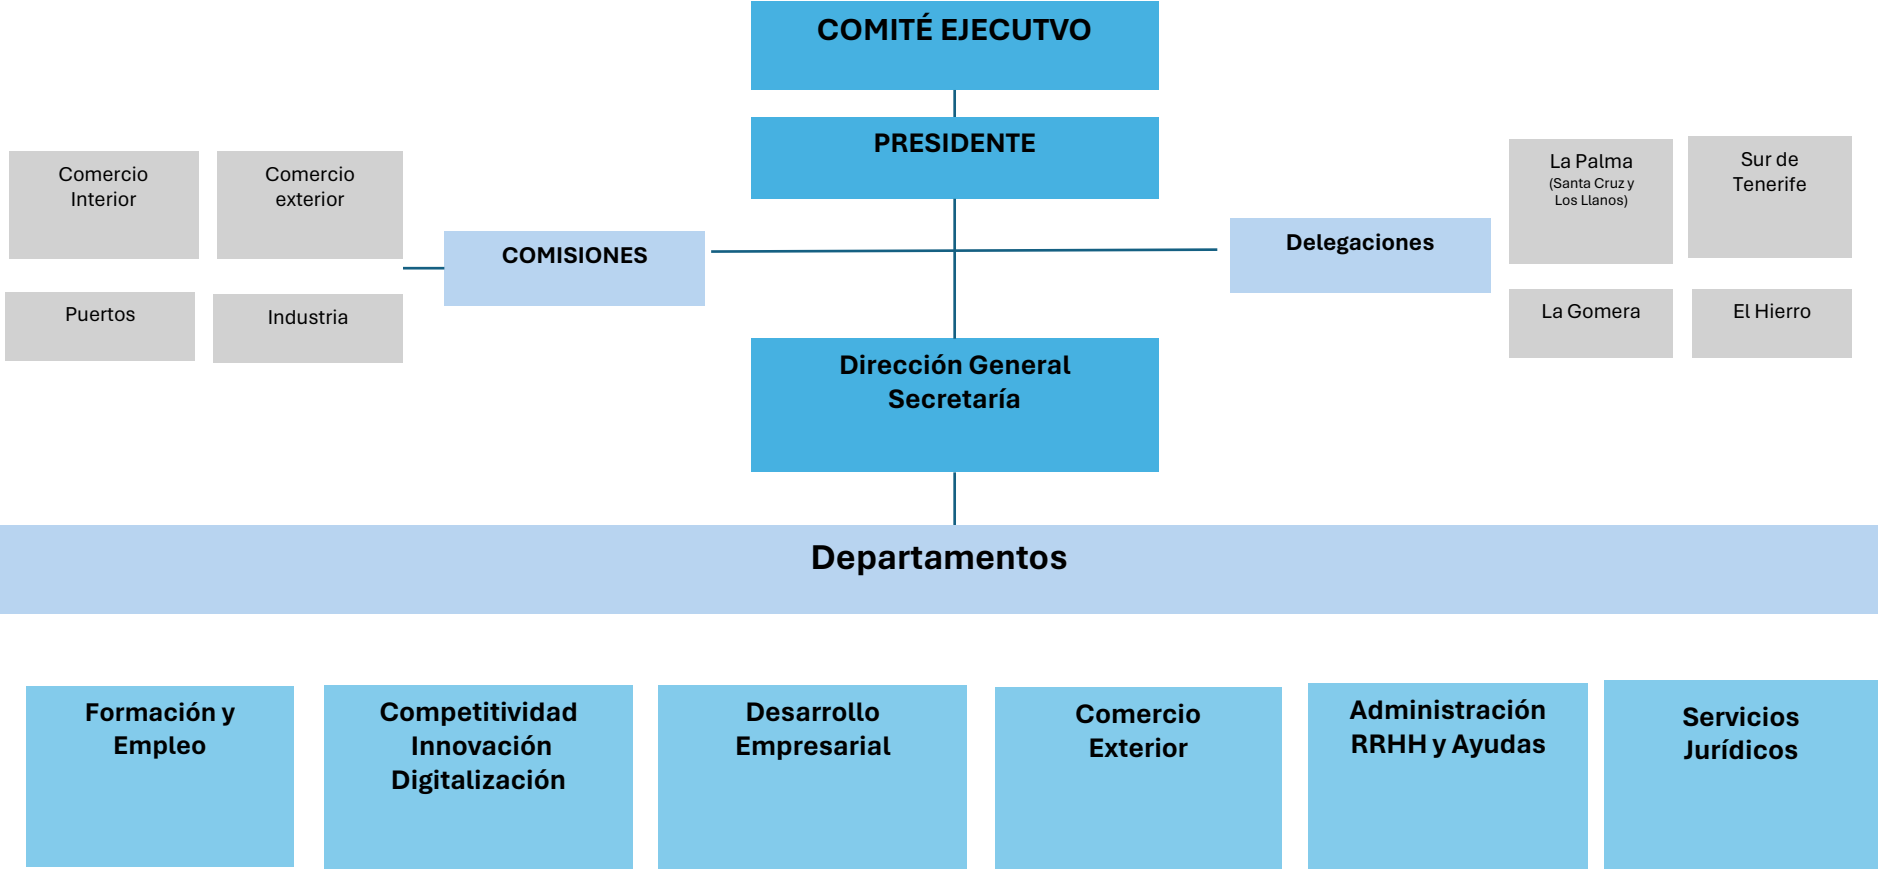 COMITÉ EJECUTVO
PRESIDENTE
Comercio
Interior
Comercio
exterior
Puertos
Industria
COMISIONES
Delegaciones
La Palma
(Santa Cruz y
Los Llanos)
Sur de
Tenerife
La Gomera
El Hierro
Dirección General
Secretaría
Departamentos
Formación y
Empleo
Competitividad
Innovación
Digitalización
Desarrollo
Empresarial
Comercio
Exterior
Administración
RRHH y Ayudas
Servicios
Jurídicos